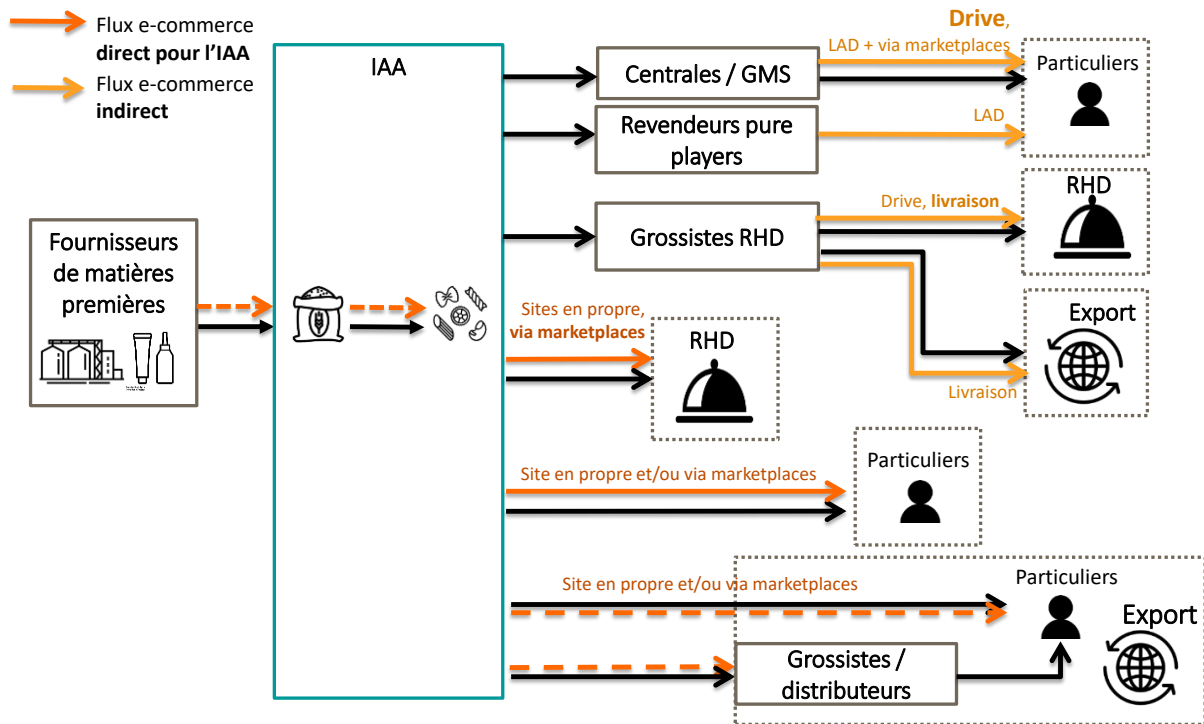 Flux e-commerce
direct pour l'IAA
Flux e-commerce
indirect
Fournisseurs
de matières
premières
IAA
Centrales / GMS
Drive,
LAD + via marketplaces
Particuliers
Revendeurs pure
players
LAD
Grossistes RHD
Drive, livraison
RHD
Export
Livraison
Sites en propre,
via marketplaces
RHD
Site en propre et/ou via marketplaces
Particuliers
Site en propre et/ou via marketplaces
Particuliers
Export
Grossistes /
distributeurs